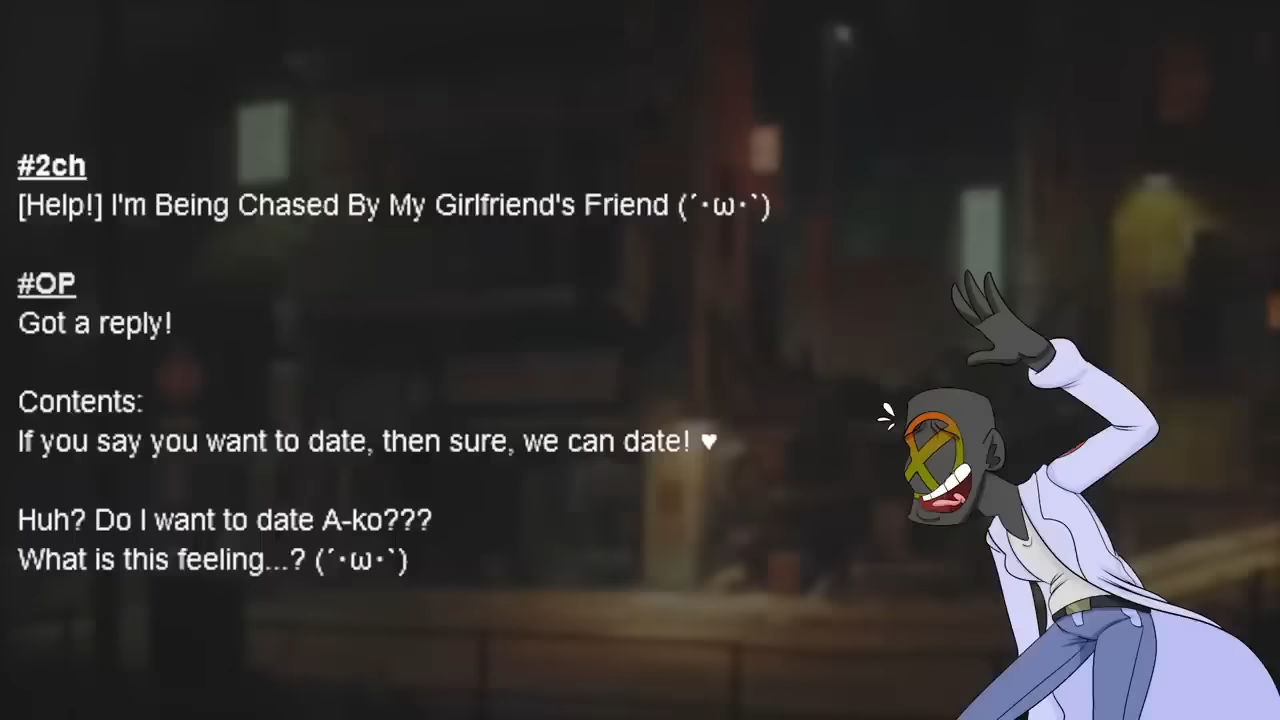 #2ch
[Help!] I'm Being Chased By My Girlfriend's Friend (´･ω･`)
#OP
Got a reply!
Contents:
If you say you want to date, then sure, we can date! ♥
Huh? Do I want to date A-ko???
What is this feeling...? (´･ω･`)